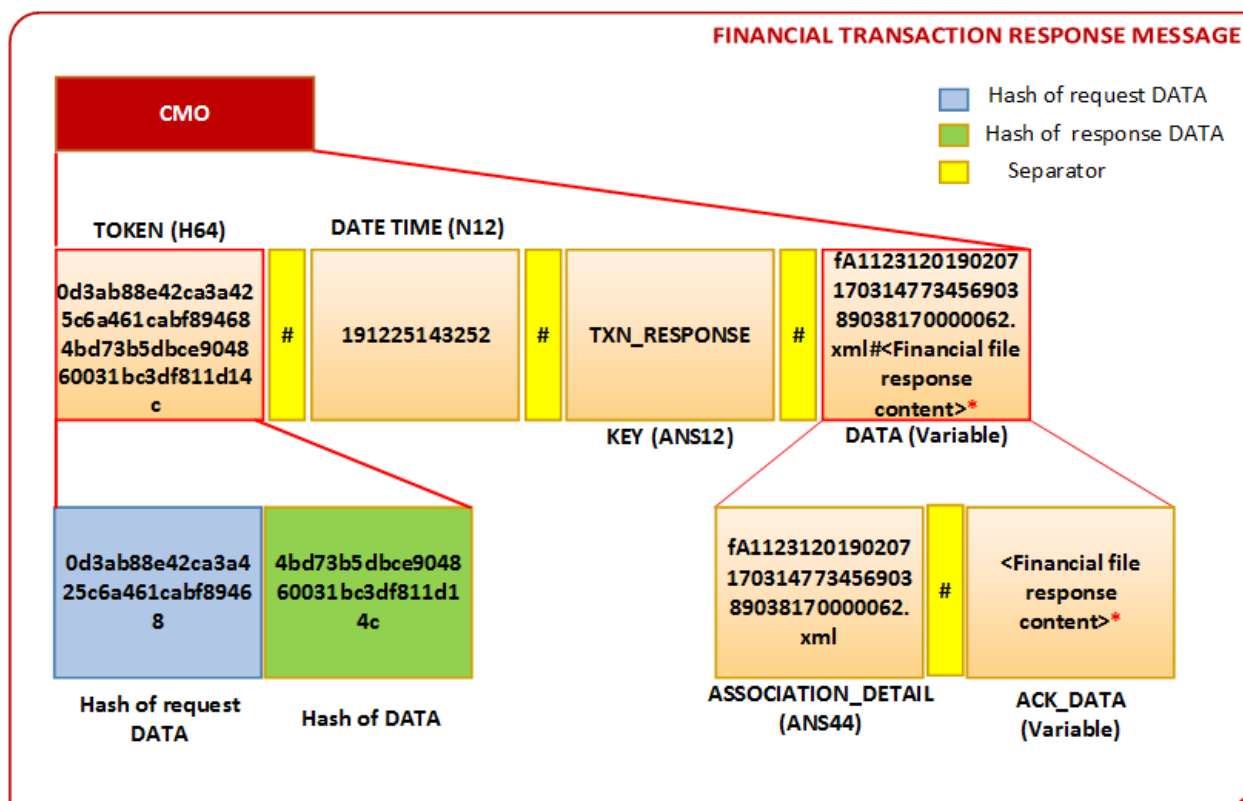 FINANCIAL TRANSACTION RESPONSE MESSAGE
CMO
Hash of request DATA
Hash of response DATA
Separator
TOKEN (H64)
DATE TIME (N12)
0d3ab88e42ca3a42
5c6a461cabf89468
4bd73b5dbce9048
60031bc3df811d14
c
#
191225143252
#
TXN_RESPONSE
#
fA1123120190207
170314773456903
89038170000062.
xml#<Financial file
response
content>*
KEY (ANS12)
DATA (Variable)
0d3ab88e42ca3a4
25c6a461cabf8946
8
4bd73b5dbce9048
60031bc3df811d1
4c
fA1123120190207
170314773456903
89038170000062.
xml
#
<Financial file
response
content>*
Hash of request
DATA
Hash of DATA
ASSOCIATION_DETAIL
(ANS44)
ACK_DATA
(Variable)